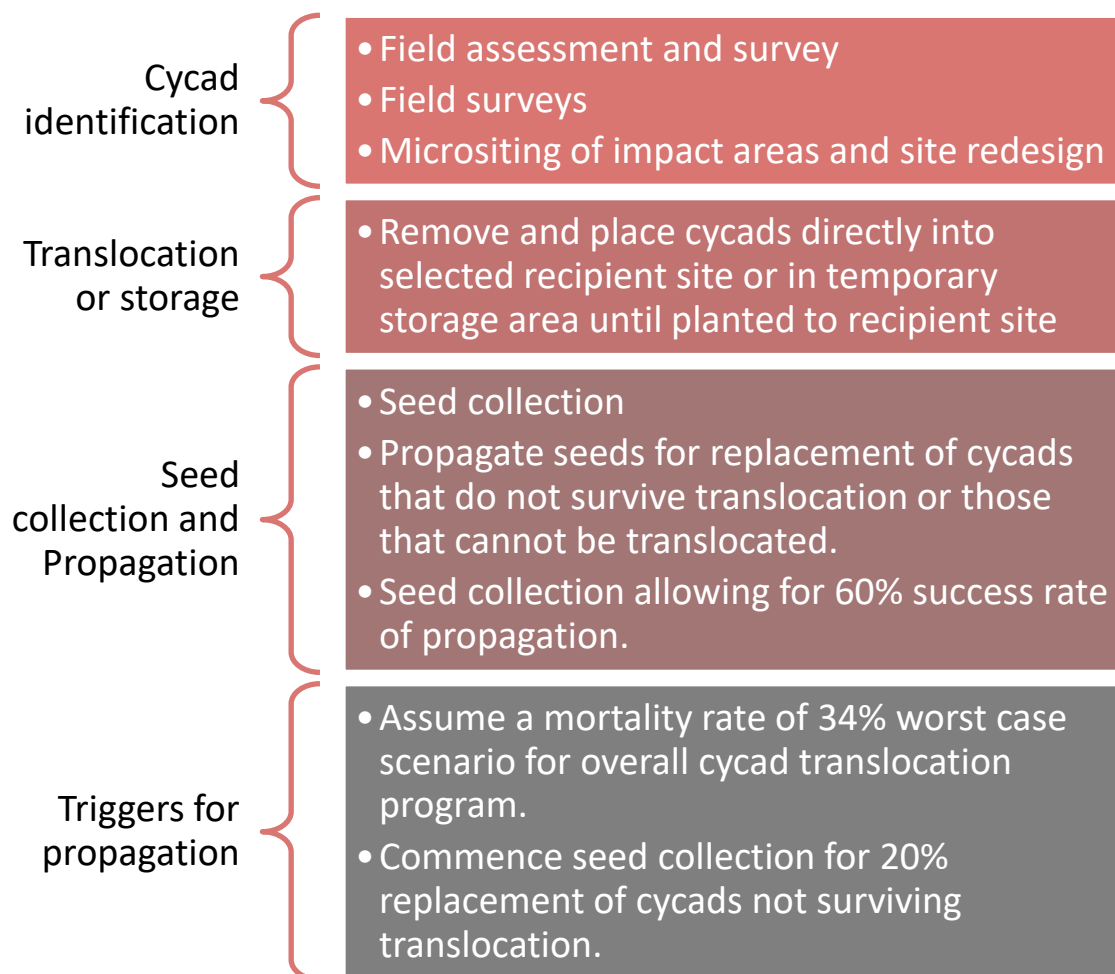 Cycad
identification
• Field assessment and survey
• Field surveys
• Micrositing of impact areas and site redesign
Translocation
or storage
• Remove and place cycads directly into
selected recipient site or in temporary
storage area until planted to recipient site
Seed
collection and
Propagation
• Seed collection
• Propagate seeds for replacement of cycads
that do not survive translocation or those
that cannot be translocated.
• Seed collection allowing for 60% success rate
of propagation.
Triggers for
propagation
• Assume a mortality rate of 34% worst case
scenario for overall cycad translocation
program.
• Commence seed collection for 20%
replacement of cycads not surviving
translocation.